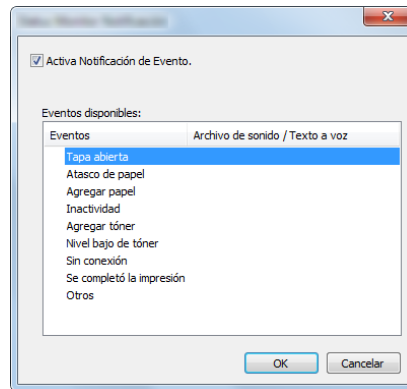 Activa Notificación de Evento.
Eventos disponibles:
Eventos Archivo de sonido / Texto a voz
Tapa abierta
Atasco de papel
Agregar papel
Inactividad
Agregar tóner
Nivel bajo de tóner
Sin conexión
Se completó la impresión
Otros
OK Cancelar